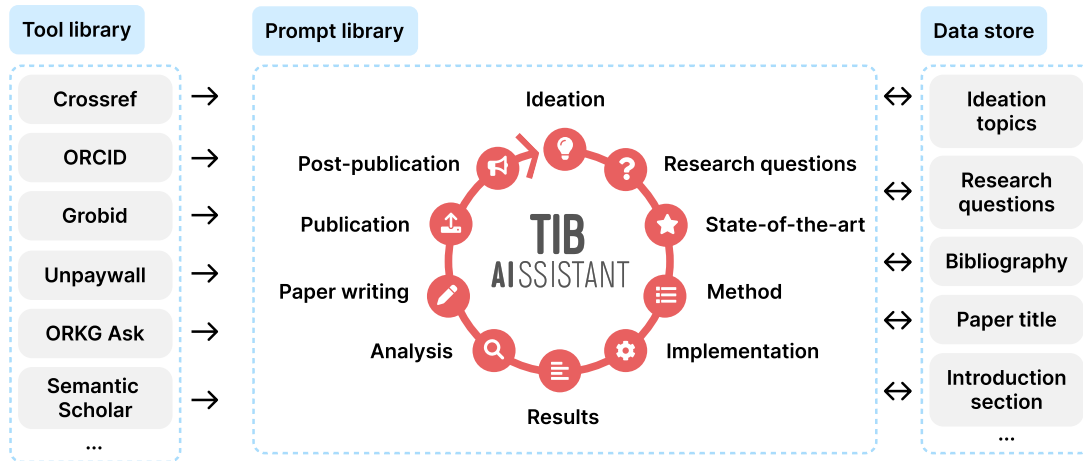 Tool library
Crossref
ORCID
Grobid
Unpaywall
ORKG Ask
Semantic
Scholar
...
Prompt library
Ideation
Research questions
State-of-the-art
Method
Implementation
Results
Analysis
Paper writing
Publication
Post-publication
TIB
AISSISTANT
Data store
Ideation
topics
Research
questions
Bibliography
Paper title
Introduction
section
...